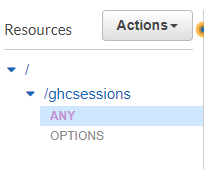 Resources Actions
/
/ghcsessions
ANY
OPTIONS